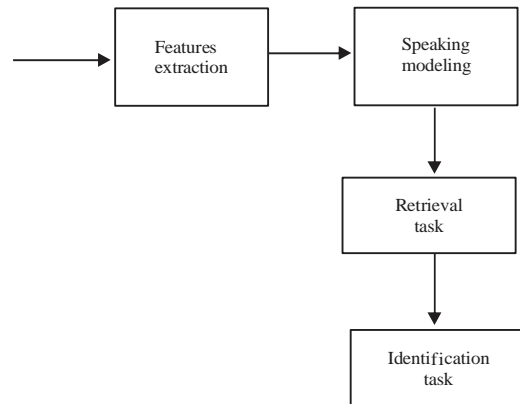 Features
extraction
Speaking
modeling
Retrieval
task
Identification
task